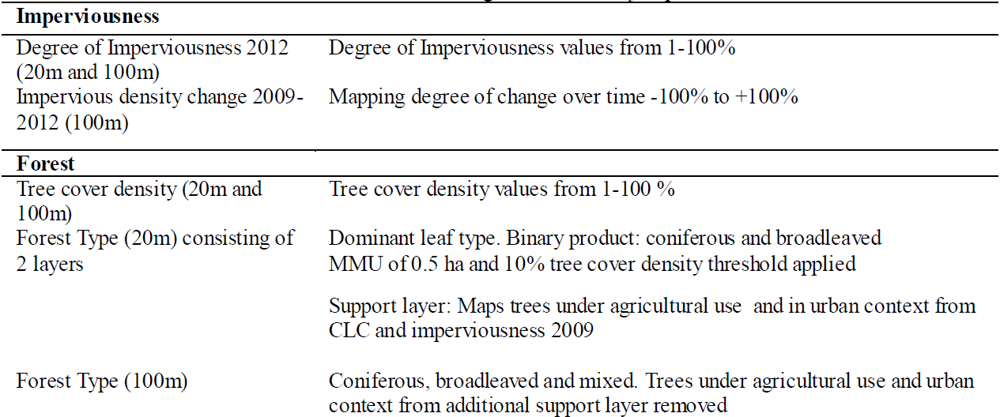 Imperviousness
Degree of Imperviousness 2012 Degree of Imperviousness values from 1-100%
(20m and 100m)
Impervious density change 2009- Mapping degree of change over time -100% to +100%
2012 (100m)
Forest
Tree cover density (20m and Tree cover density values from 1-100 %
100m)
Forest Type (20m) consisting of Dominant leaf type. Binary product: coniferous and broadleaved
2 layers MMU of 0.5 ha and 10% tree cover density threshold applied
Support layer: Maps trees under agricultural use and in urban context from
CLC and imperviousness 2009
Forest Type (100m) Coniferous, broadleaved and mixed. Trees under agricultural use and urban
context from additional support layer removed